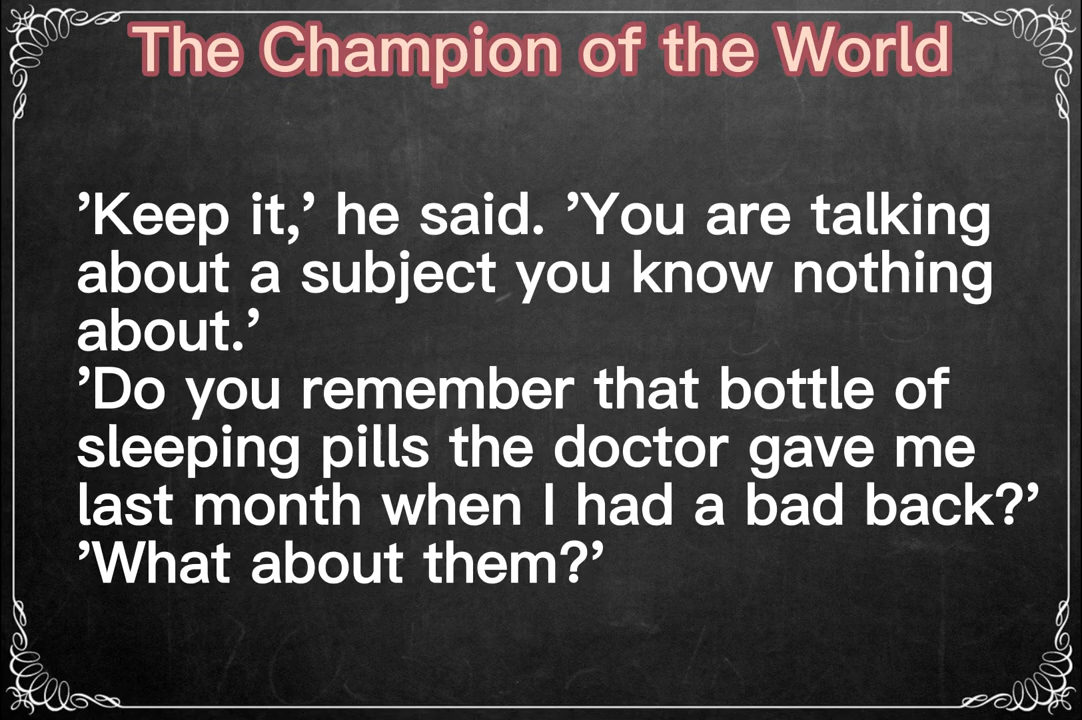 The Champion of the World
’Keep it,’ he said. ’You are talking
about a subject you know nothing
about.’
’Do you remember that bottle of
sleeping pills the doctor gave me
last month when I had a bad back?’
’What about them?’